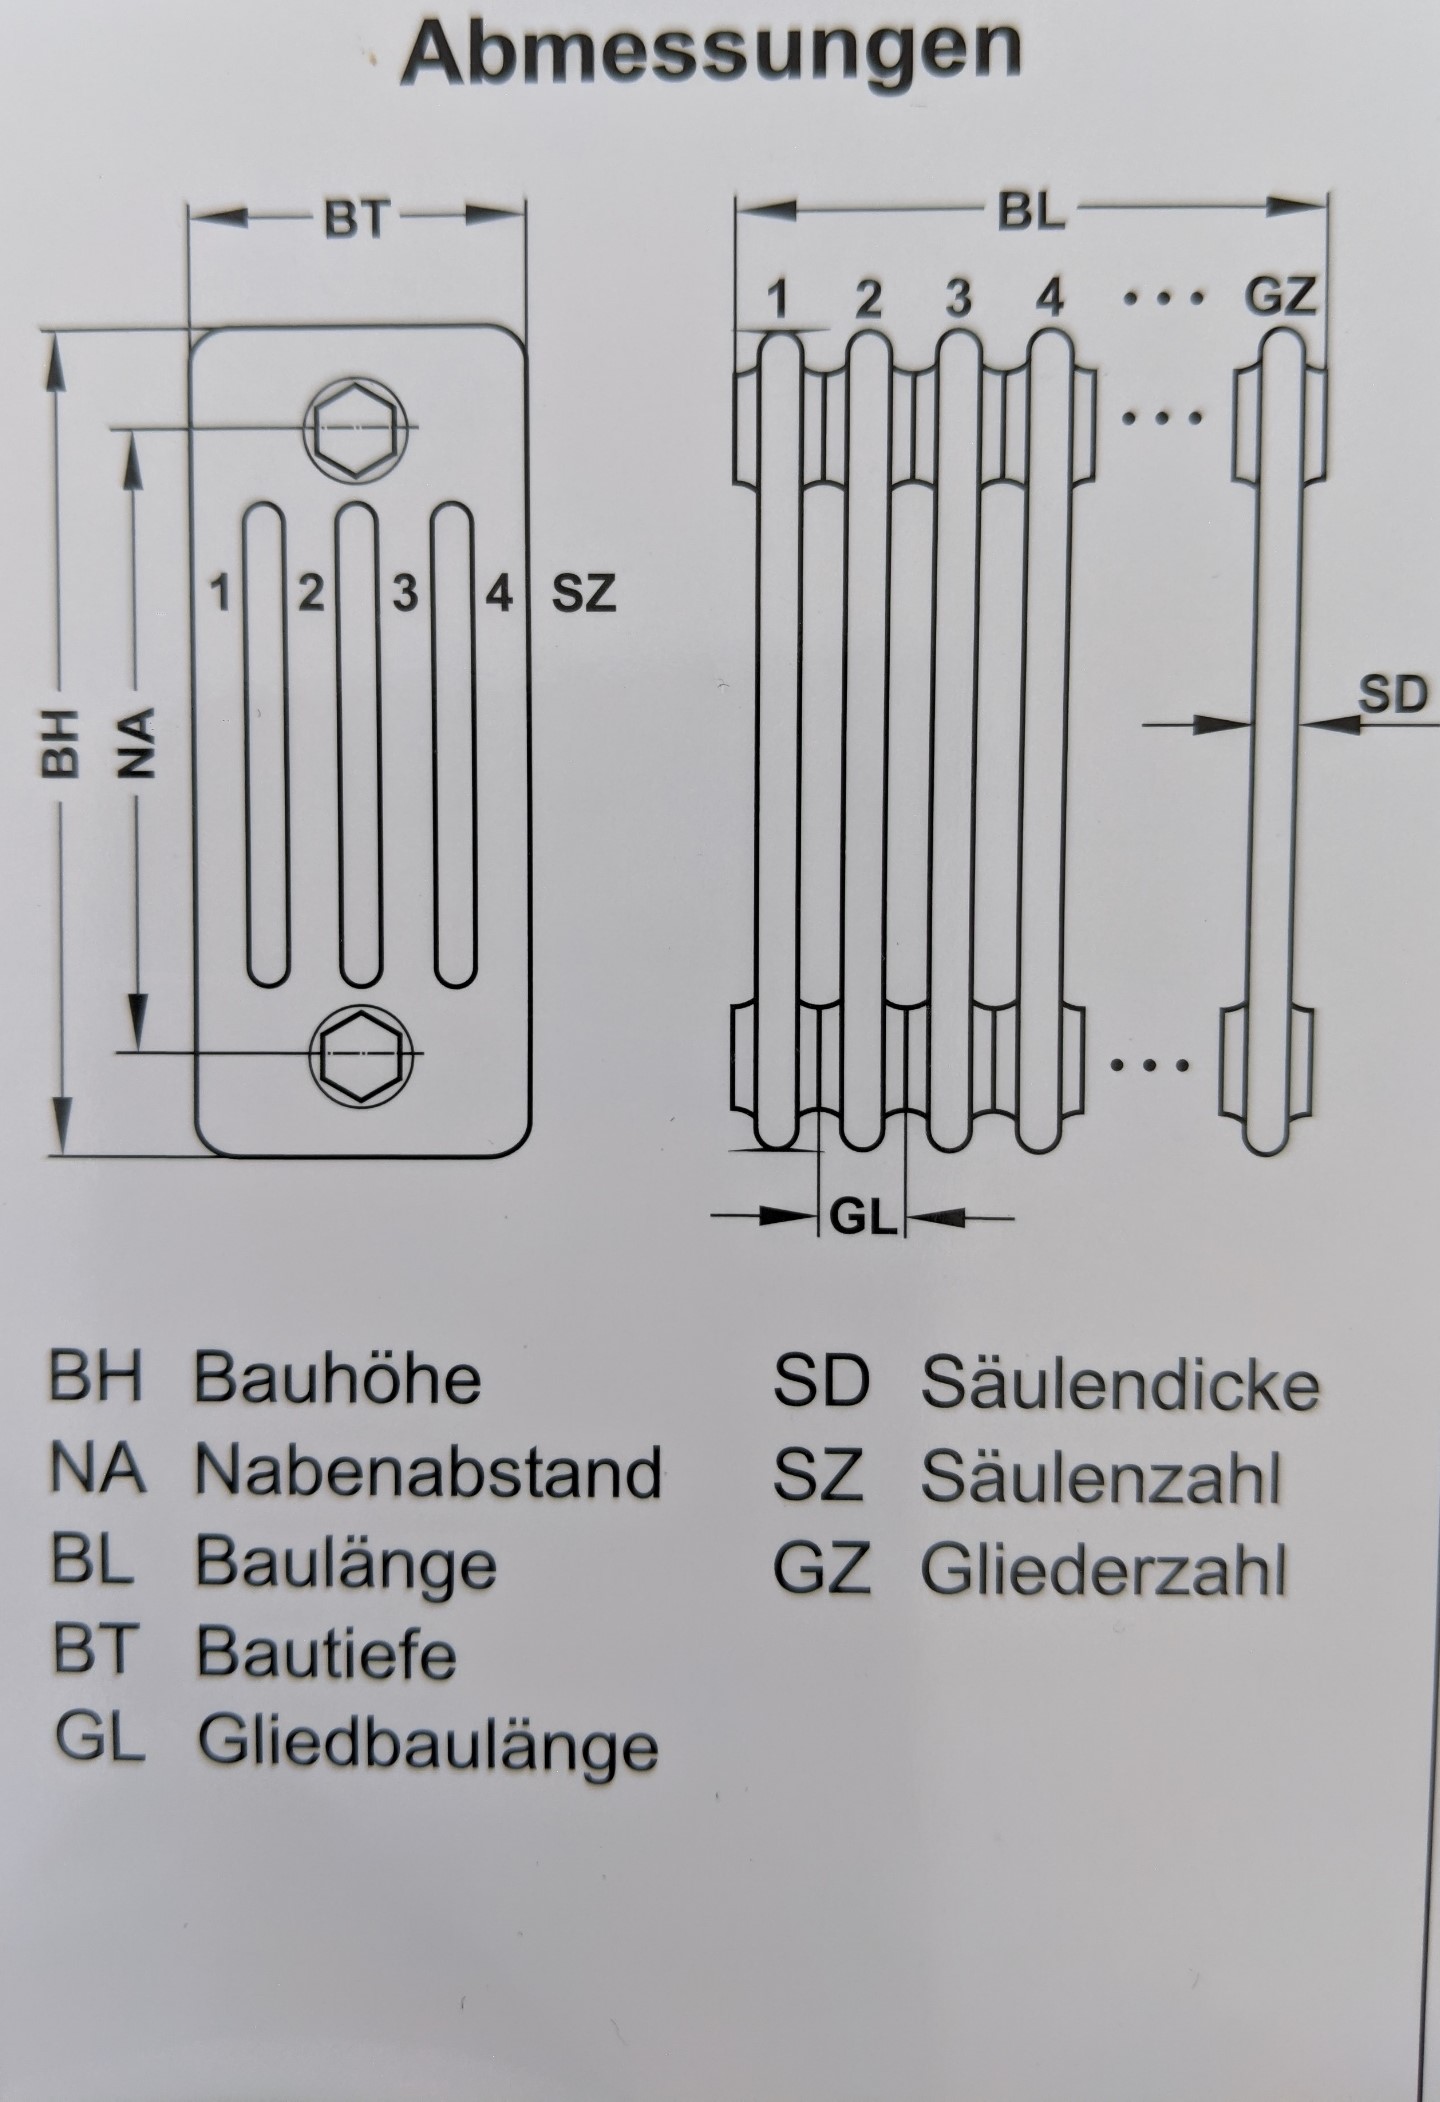 Abmessungen
BT
BL
1 2 3 4 ... GZ
...
1 2 3 4 SZ
SD
BH
NA
...
GL
BH Bauhöhe
NA Nabenabstand
BL Baulänge
BT Bautiefe
GL Gliedbaulänge
SD Säulendicke
SZ Säulenzahl
GZ Gliederzahl